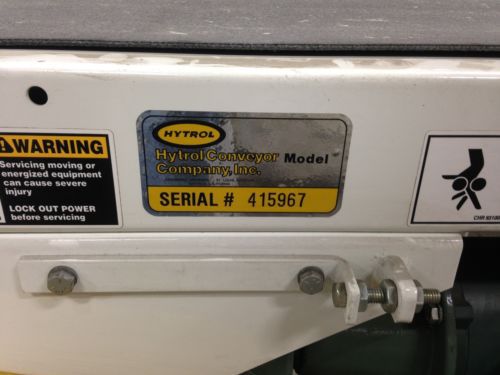 HYTROL
Hytrol Conveyor Model
Company, Inc.
SERIAL # 415967
WARNING
Servicing moving or
energized equipment
can cause severe
injury
LOCK OUT POWER
before servicing